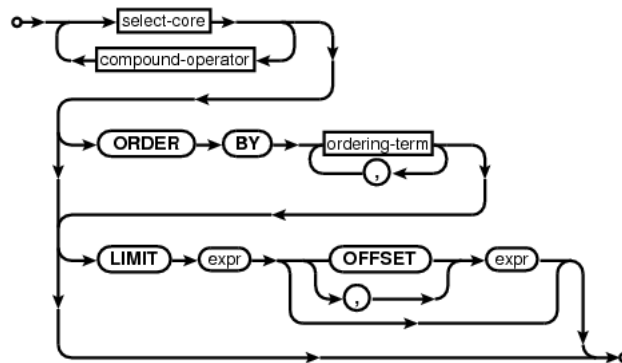 select-core
compound-operator
ORDER BY ordering-term
,
LIMIT expr OFFSET expr
,